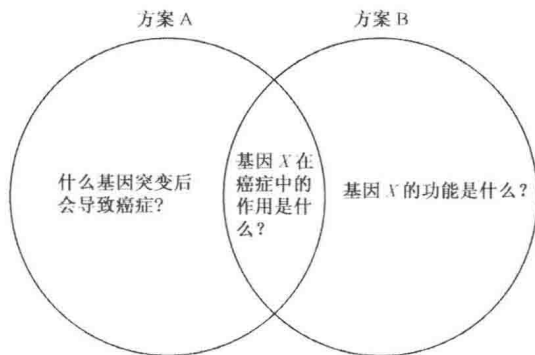 方案 A
方案 B
什么基因突变后
会导致癌症？
基因 X 在
癌症中的
作用是什
么？
基因 X 的功能是什么？